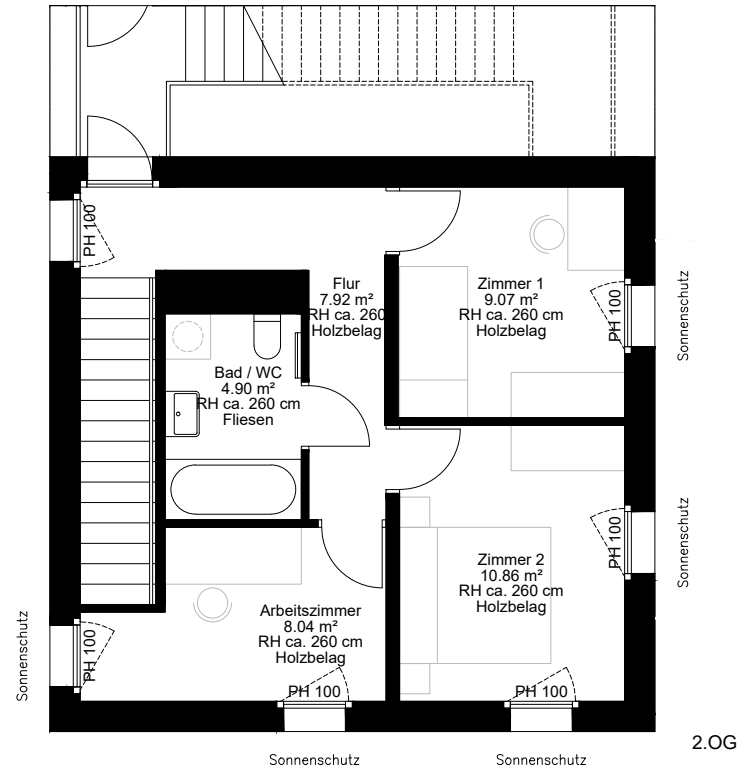 PH 100
Flur
7.92 m²
RH ca. 260
Holzbelag
Zimmer 1
9.07 m²
RH ca. 260 cm
Holzbelag
PH 100
Sonnenschutz
Bad / WC
4.90 m²
RH ca. 260 cm
Fliesen
Zimmer 2
10.86 m²
RH ca. 260 cm
Holzbelag
PH 100
Sonnenschutz
Arbeitszimmer
8.04 m²
RH ca. 260 cm
Holzbelag
PH 100
Sonnenschutz
PH 100
PH 100
2.OG
Sonnenschutz
Sonnenschutz